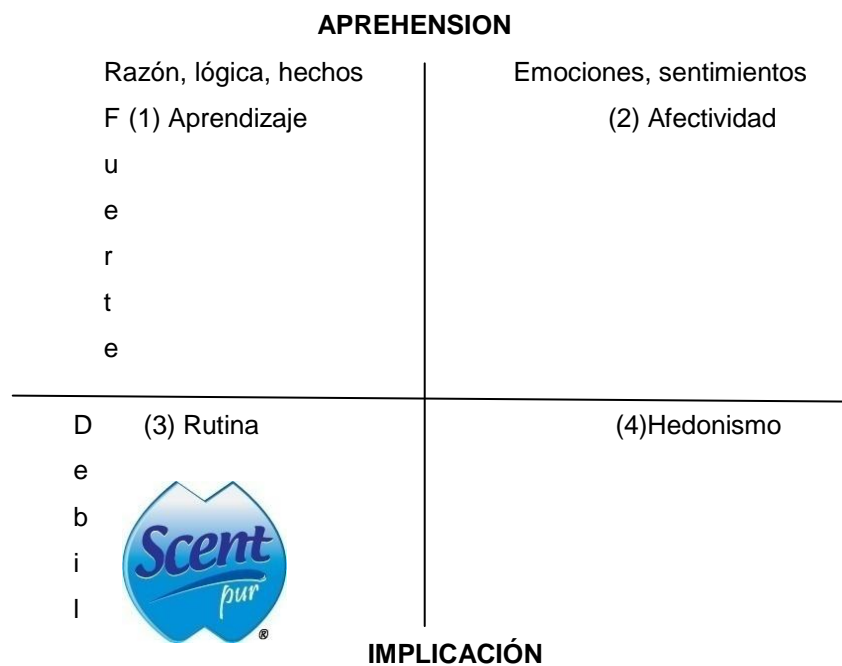 APREHENSION
Razón, lógica, hechos Emociones, sentimientos
F (1) Aprendizaje (2) Afectividad
u
e
r
t
e
D (3) Rutina (4)Hedonismo
e
b
i
l
Scent
pur
®
IMPLICACIÓN